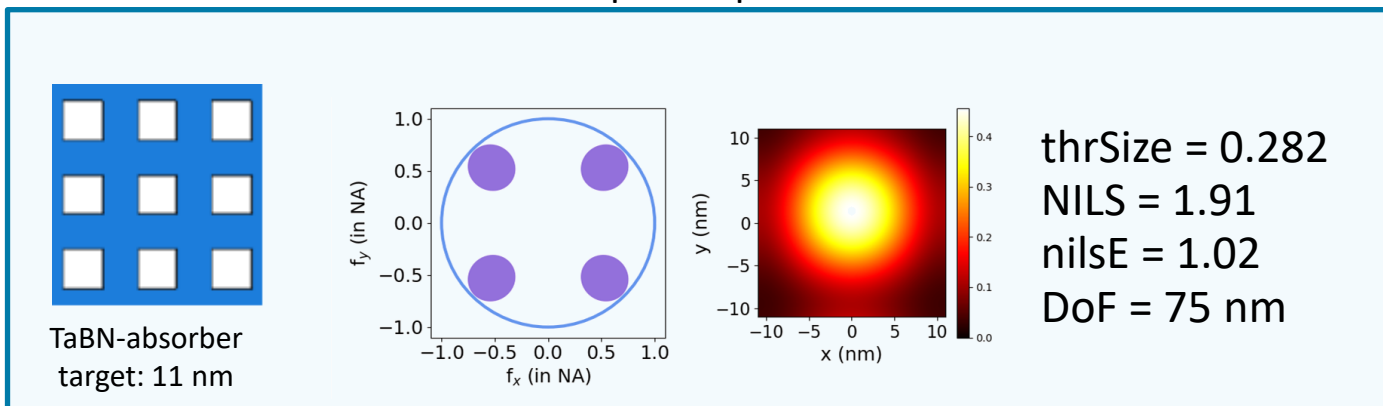 TaBN-absorber
target: 11 nm
1.0
0.5
0.0
−0.5
−1.0
f_y (in NA)
−1.0 −0.5 0.0 0.5 1.0
f_x (in NA)
10
5
0
−5
−10
y (nm)
−10 −5 0 5 10
x (nm)
0.4
0.3
0.2
0.1
0.0
thrSize = 0.282
NILS = 1.91
nilsE = 1.02
DoF = 75 nm